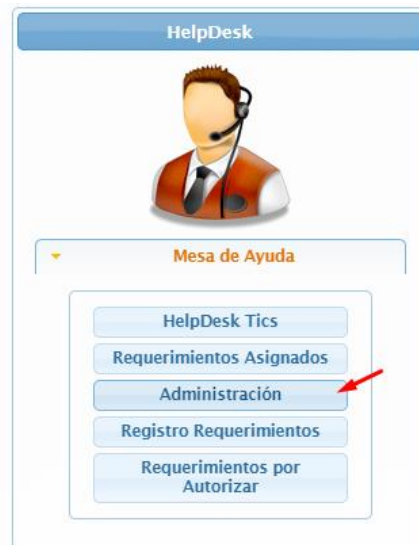 HelpDesk
Mesa de Ayuda
HelpDesk Tics
Requerimientos Asignados
Administración
Registro Requerimientos
Requerimientos por
Autorizar